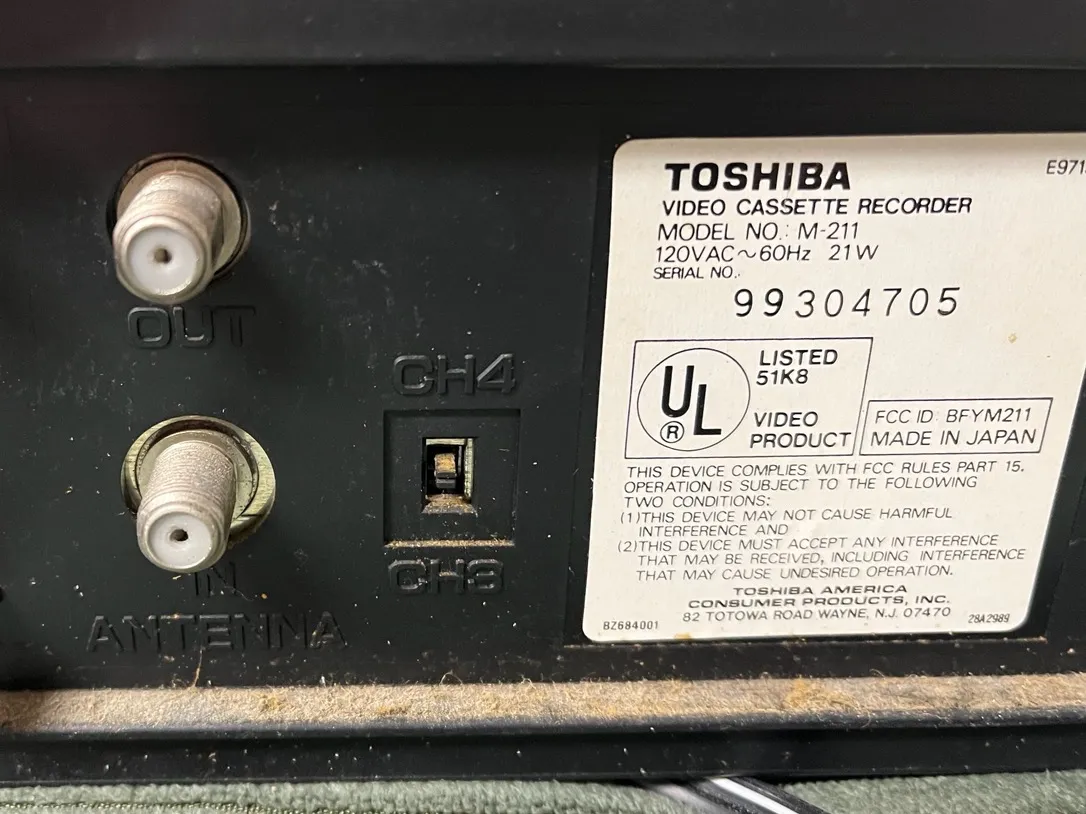 OUT
CH4
CH3
IN
ANTENNA
TOSHIBA
VIDEO CASSETTE RECORDER
MODEL NO.: M-211
120VAC~60Hz 21W
SERIAL NO.
99304705
UL
®
LISTED
51K8
VIDEO
PRODUCT
FCC ID: BFYM211
MADE IN JAPAN
THIS DEVICE COMPLIES WITH FCC RULES PART 15.
OPERATION IS SUBJECT TO THE FOLLOWING
TWO CONDITIONS:
(1)THIS DEVICE MAY NOT CAUSE HARMFUL
INTERFERENCE AND
(2)THIS DEVICE MUST ACCEPT ANY INTERFERENCE
THAT MAY BE RECEIVED, INCLUDING INTERFERENCE
THAT MAY CAUSE UNDESIRED OPERATION.
TOSHIBA AMERICA
CONSUMER PRODUCTS, INC.
82 TOTOWA ROAD WAYNE, N.J. 07470
BZ684001
28A2989